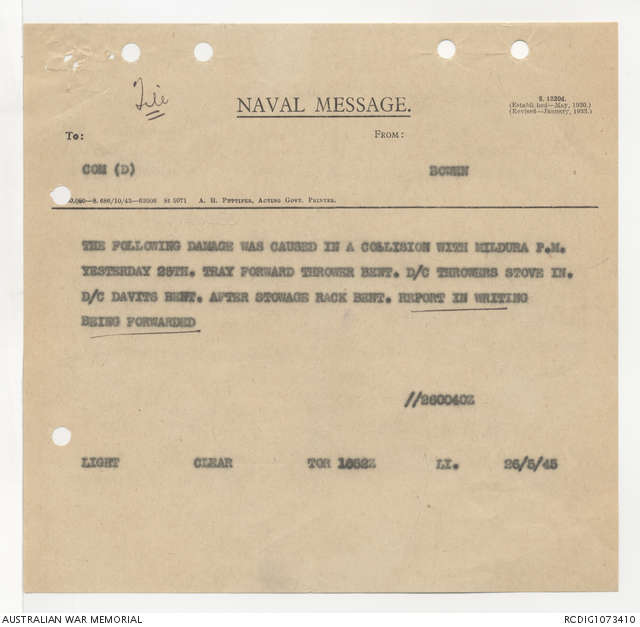 File
S. 1320d.
(Established—May, 1930.)
(Revised—January, 1933.)
NAVAL MESSAGE.
To: FROM:
COM (D) BOWEN
A. H. PETTIFER, ACTING GOVT. PRINTER.
THE FOLLOWING DAMAGE WAS CAUSED IN A COLLISION WITH MILDURA P.M.
YESTERDAY 25TH. TRAY FORWARD THROWER BENT. D/C THROWERS STOVE IN.
D/C DAVITS BENT. AFTER STOWAGE RACK BENT. REPORT IN WRITING
BEING FORWARDED
//260040Z
LIGHT CLEAR TOR 1652Z LI. 26/5/45
AUSTRALIAN WAR MEMORIAL RCDIG1073410